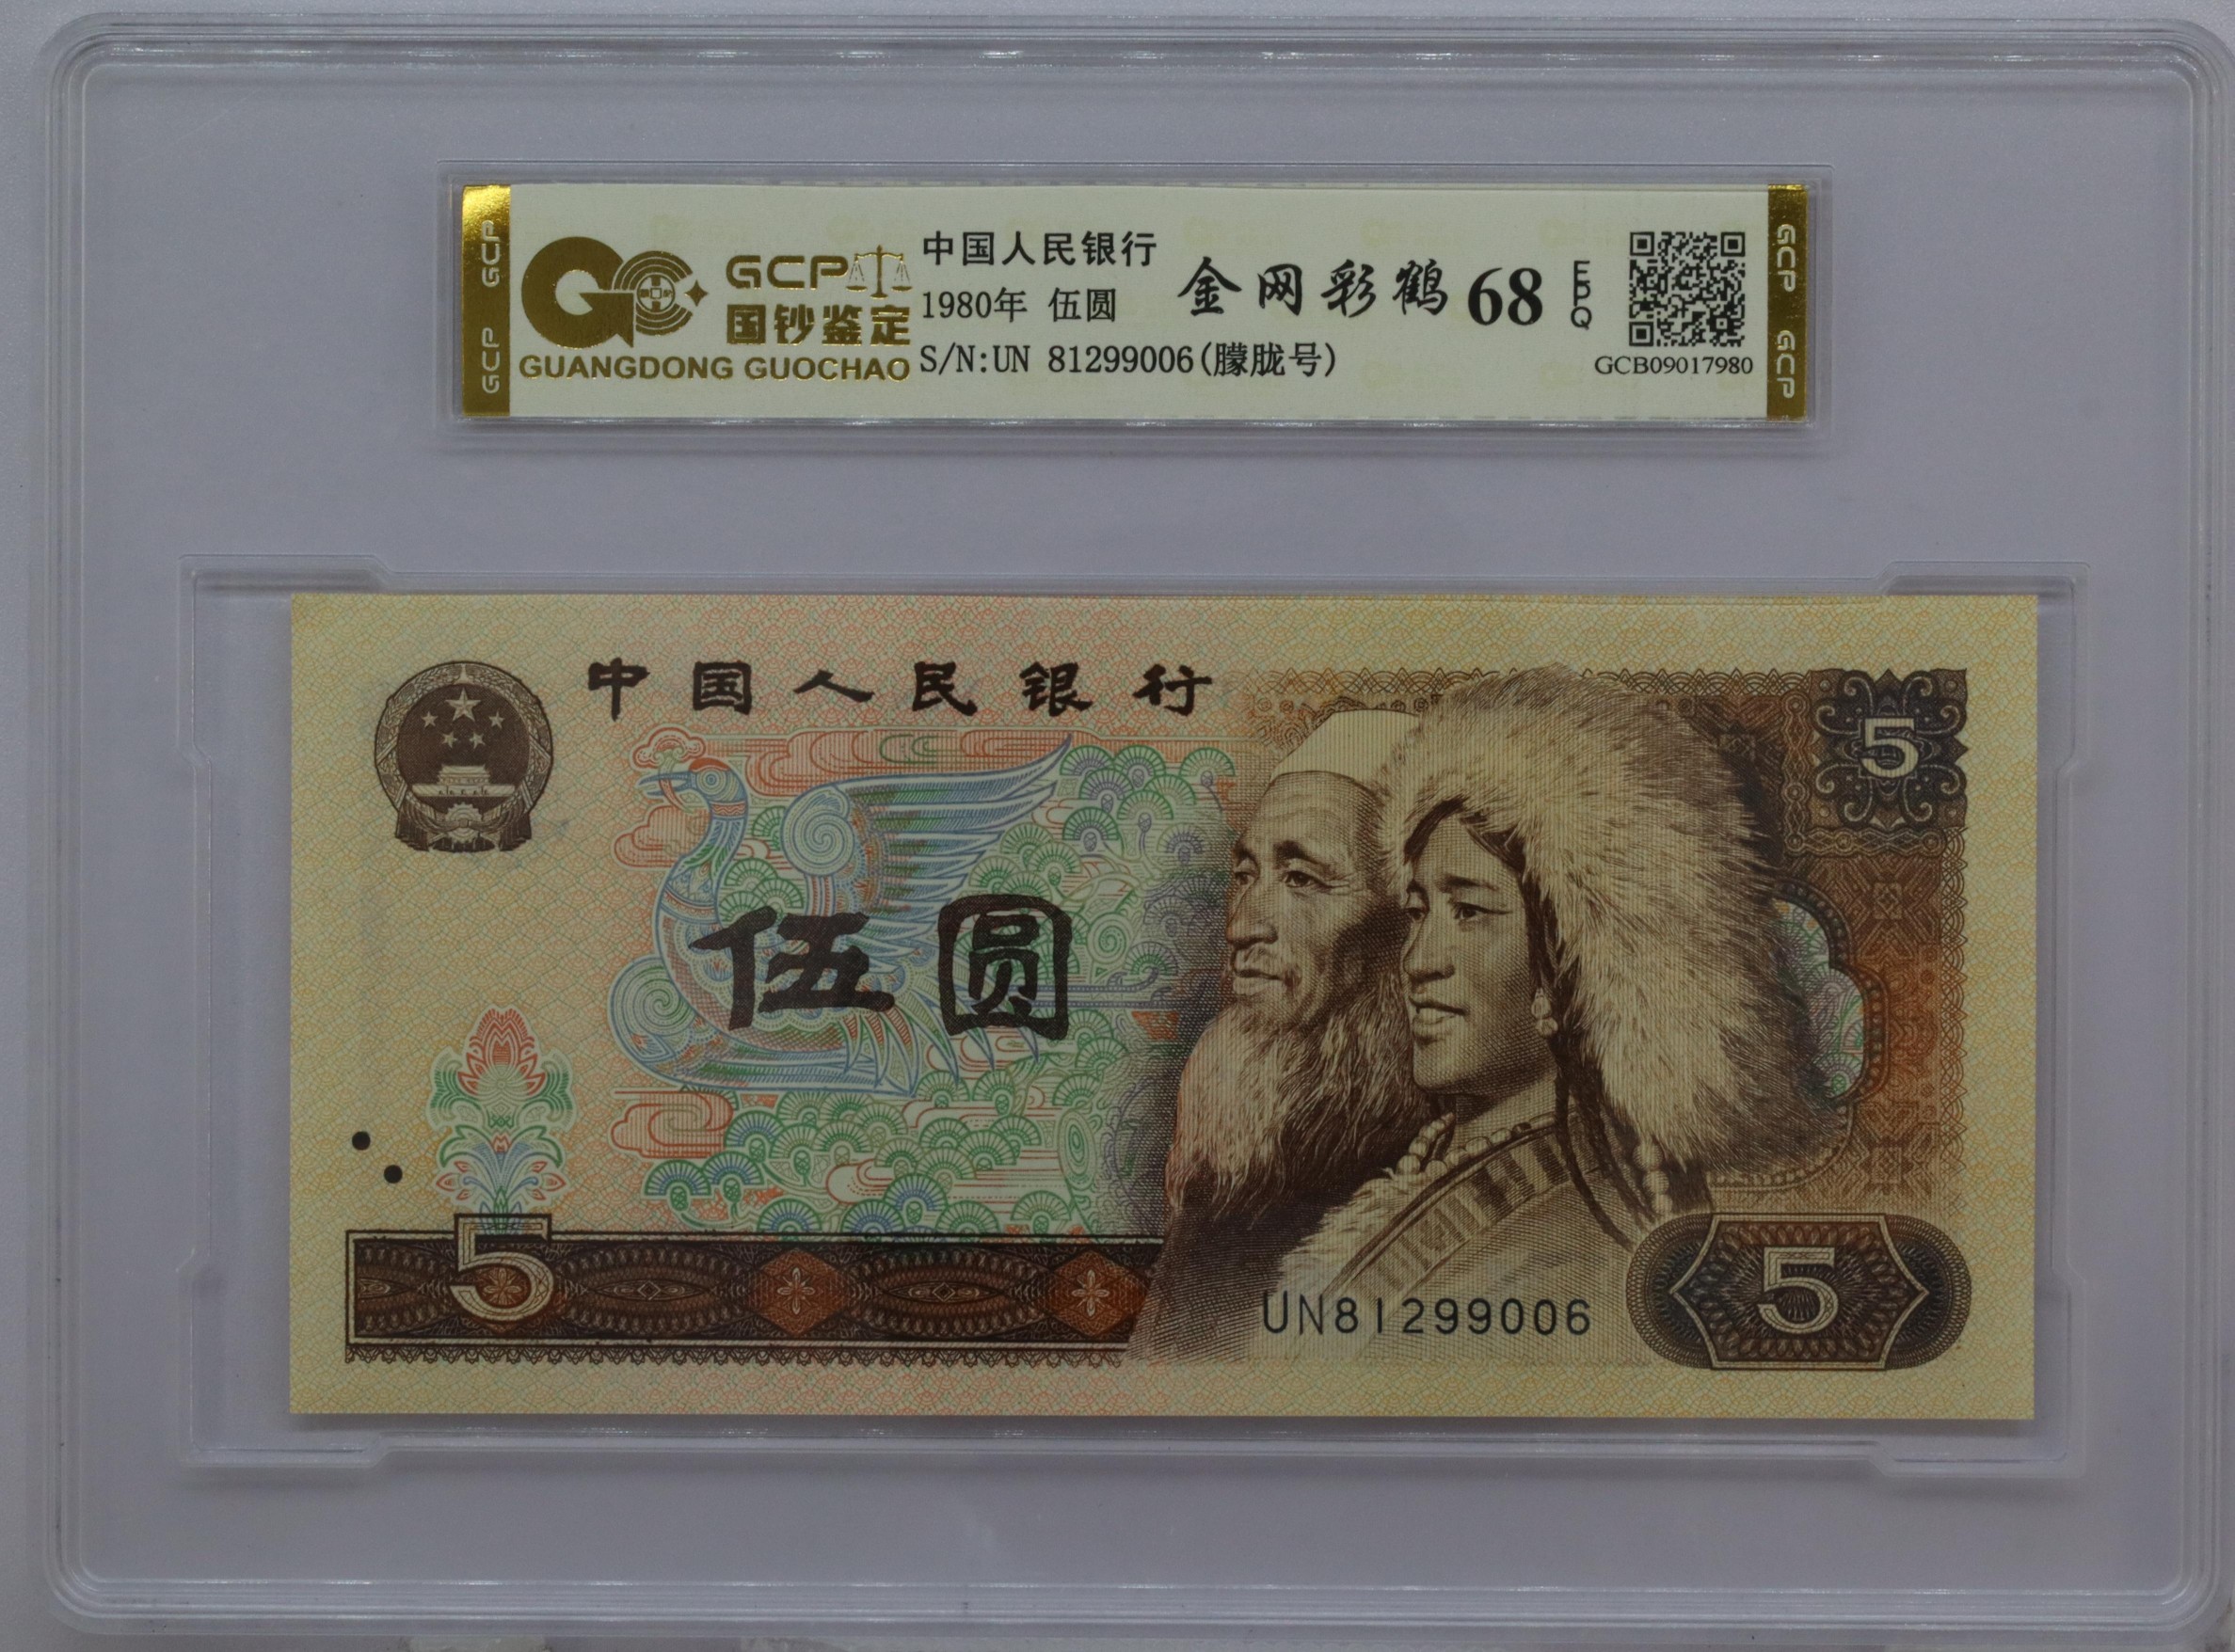 GCP GCP
GCP
国钞鉴定
GUANGDONG GUOCHAO
中国人民银行
1980年 伍圆
S/N:UN 81299006(朦胧号)
金网彩鹤 68 EPQ
GCB09017980
GCP GCP
中国人民银行
5
伍圆
5
UN81299006
5